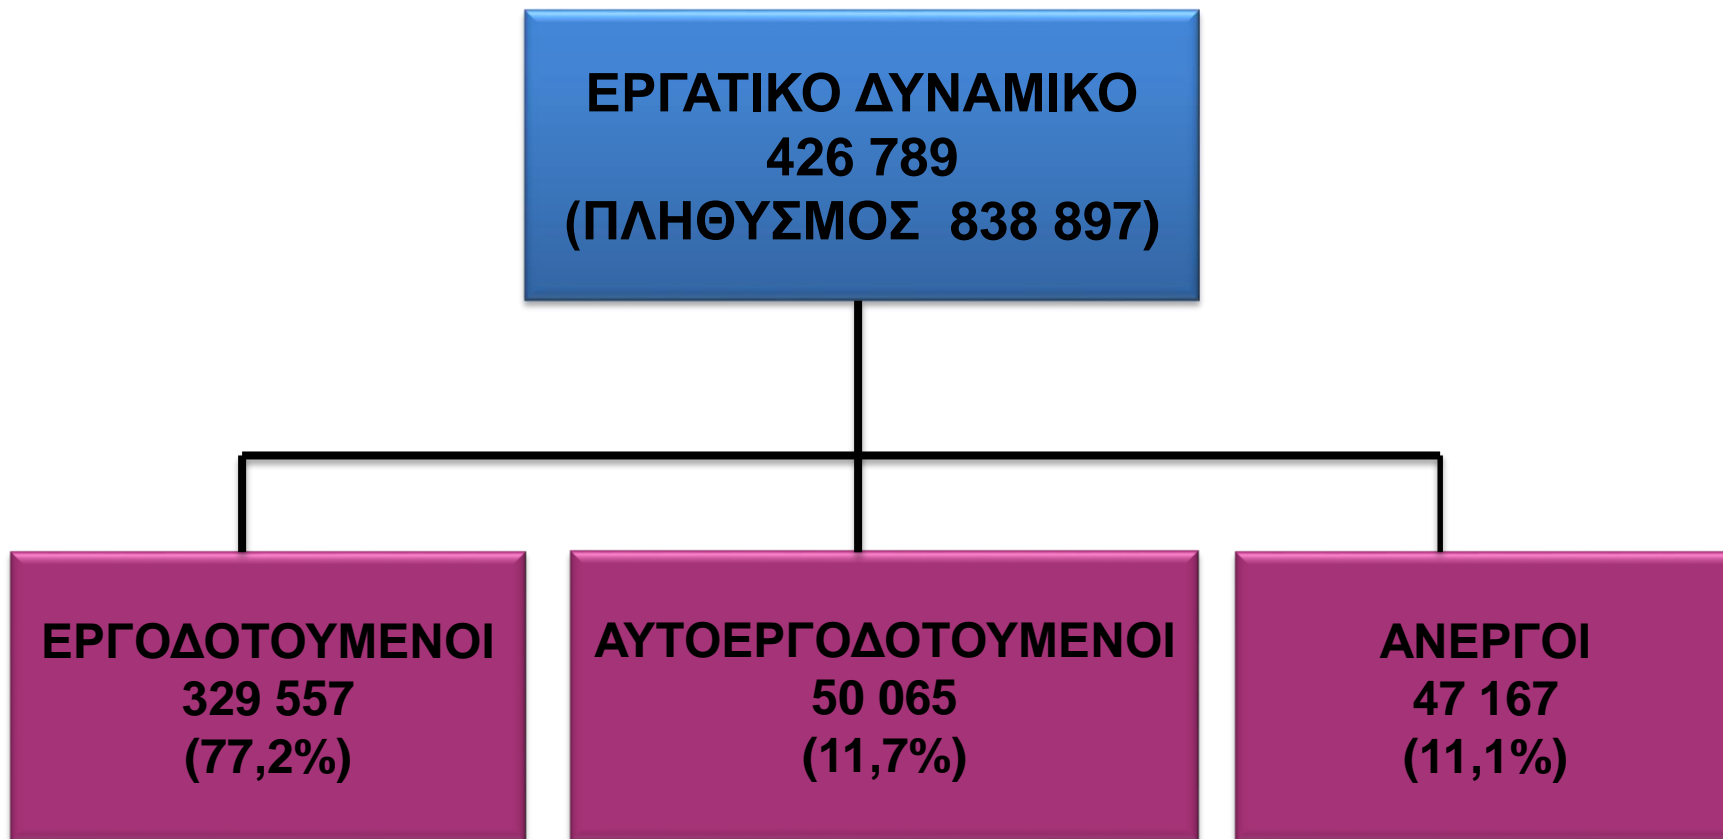 ΕΡΓΑΤΙΚΟ ΔΥΝΑΜΙΚΟ
426 789
(ΠΛΗΘΥΣΜΟΣ  838 897)
ΕΡΓΟΔΟΤΟΥΜΕΝΟΙ
329 557
(77,2%)
ΑΥΤΟΕΡΓΟΔΟΤΟΥΜΕΝΟΙ
50 065
(11,7%)
ΑΝΕΡΓΟΙ
47 167
(11,1%)